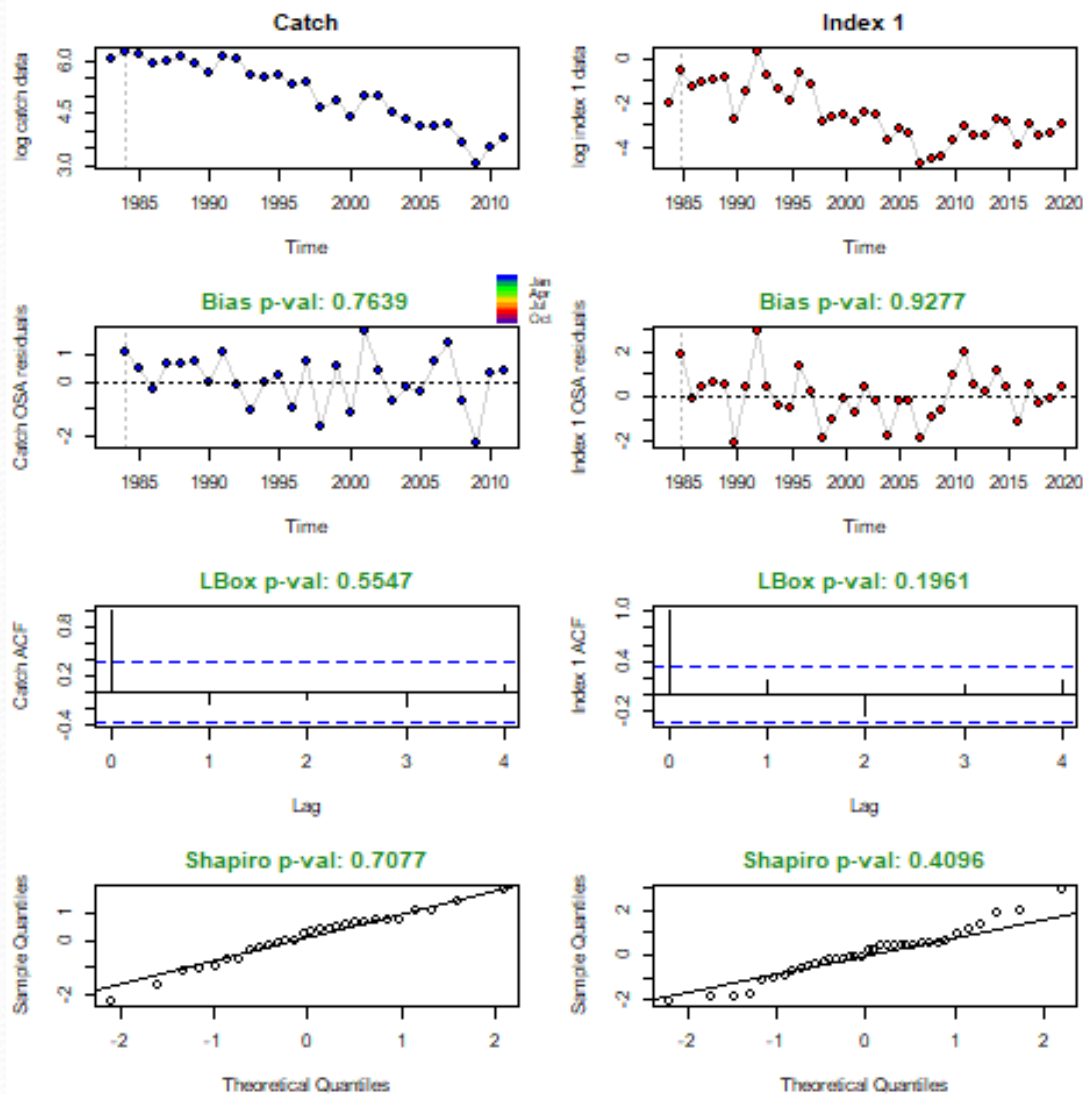 Catch
log catch data
3.0 4.5 6.0
1985 1990 1995 2000 2005 2010
Time
Index 1
log index 1 data
-4 -2 0
1985 1990 1995 2000 2005 2010 2015 2020
Time
Jan
Apr
Jul
Oct
Bias p-val: 0.7639
Catch OSA residuals
-2 0 1
1985 1990 1995 2000 2005 2010
Time
Bias p-val: 0.9277
Index 1 OSA residuals
-2 0 2
1985 1990 1995 2000 2005 2010 2015 2020
Time
LBox p-val: 0.5547
Catch ACF
-0.4 0.2 0.8
0 1 2 3 4
Lag
LBox p-val: 0.1961
Index 1 ACF
-0.2 0.4 1.0
0 1 2 3 4
Lag
Shapiro p-val: 0.7077
Sample Quantiles
-2 0 1
-2 -1 0 1 2
Theoretical Quantiles
Shapiro p-val: 0.4096
Sample Quantiles
-2 0 2
-2 -1 0 1 2
Theoretical Quantiles